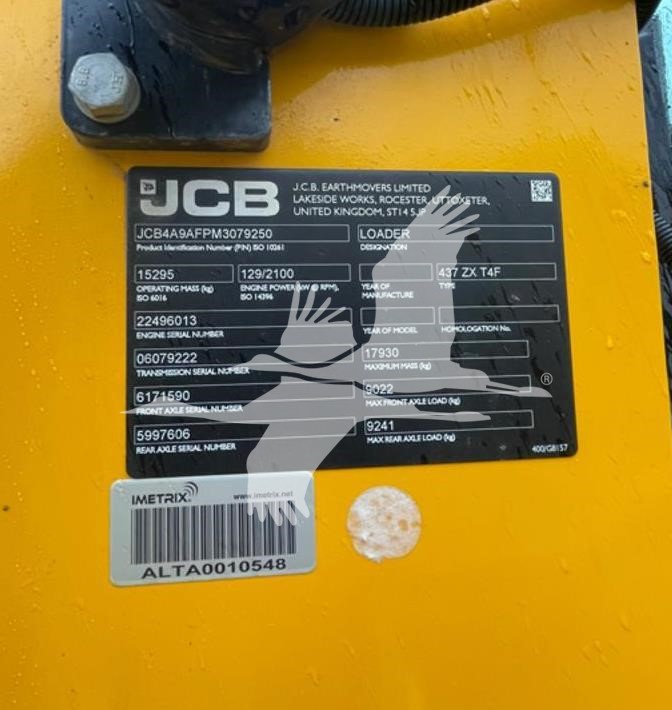 8.8
JCB
J.C.B. EARTHMOVERS LIMITED
LAKESIDE WORKS, ROCESTER, UTTOXETER,
UNITED KINGDOM, ST14 5JP
JCB4A9AFPM3079250
Product Identification Number (PIN) ISO 10261
LOADER
DESIGNATION
15295
OPERATING MASS (kg)
ISO 6016
129/2100
ENGINE POWER (kW @ RPM),
ISO 14396
YEAR OF
MANUFACTURE
437 ZX T4F
TYPE
22496013
ENGINE SERIAL NUMBER
YEAR OF MODEL
HOMOLOGATION No.
06079222
TRANSMISSION SERIAL NUMBER
17930
MAXIMUM MASS (kg)
6171590
FRONT AXLE SERIAL NUMBER
9022
MAX FRONT AXLE LOAD (kg)
5997606
REAR AXLE SERIAL NUMBER
9241
MAX REAR AXLE LOAD (kg)
®
400/G8157
IMETRIX®
www.imetrix.net
ALTA0010548